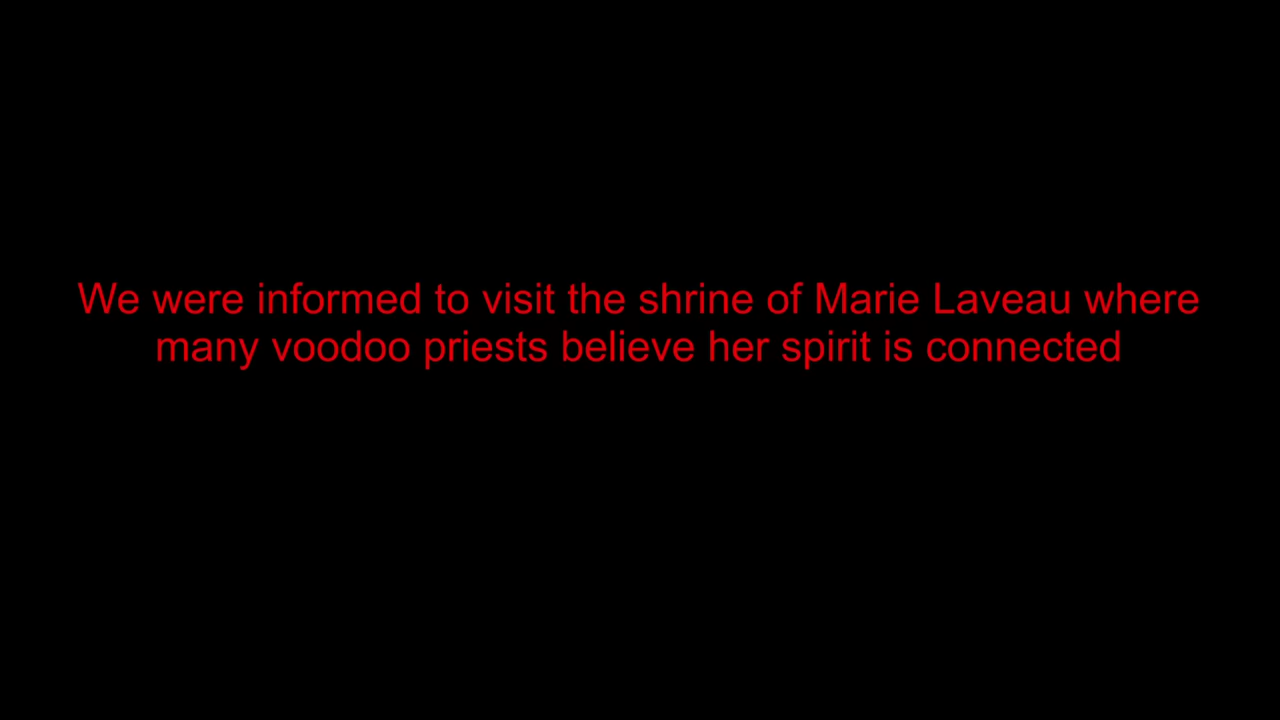 We were informed to visit the shrine of Marie Laveau where
many voodoo priests believe her spirit is connected